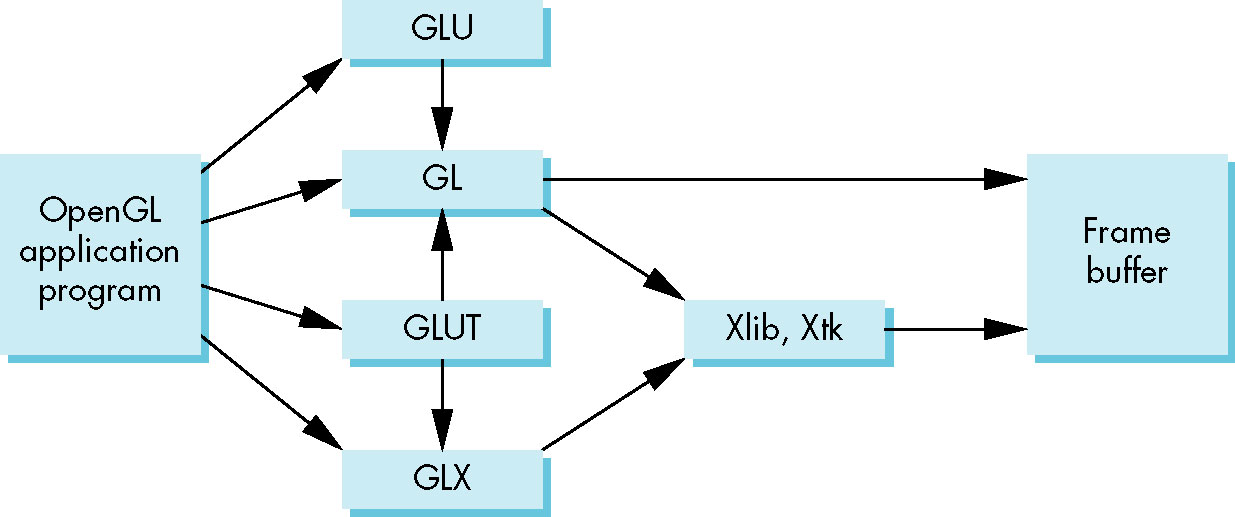 GLU
GL
OpenGL
application
program
GLUT
GLX
Xlib, Xtk
Frame
buffer